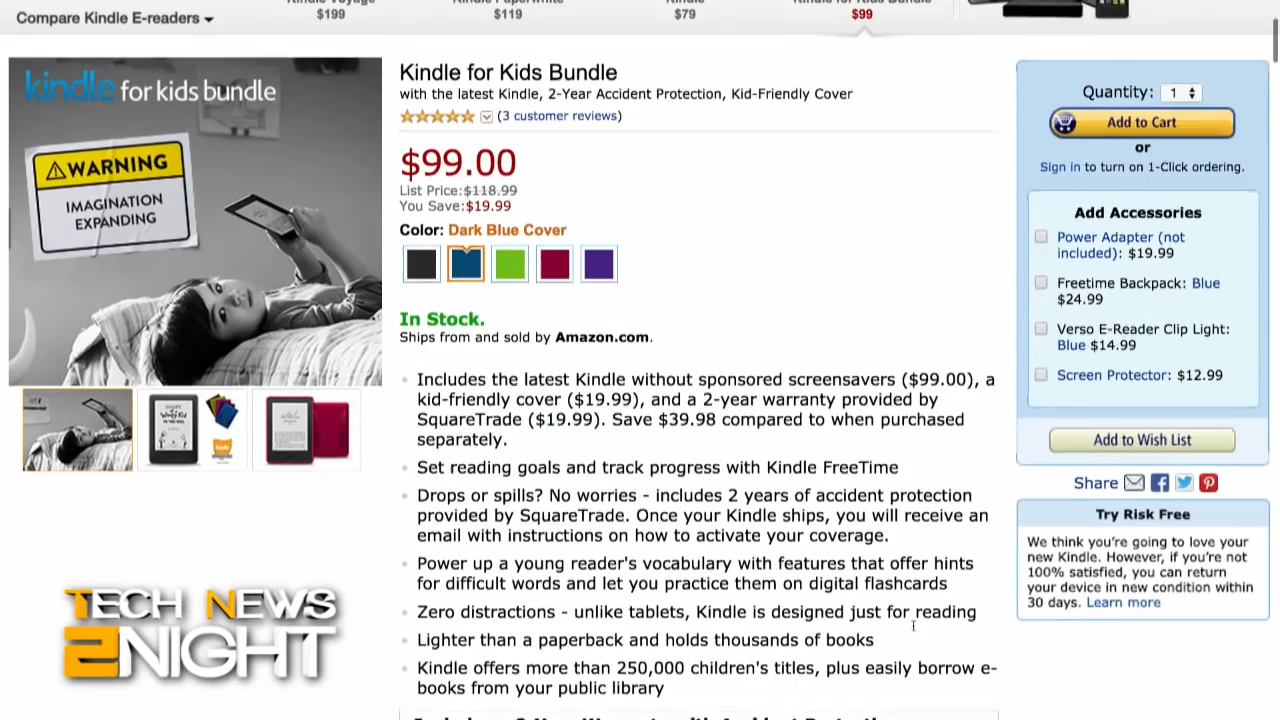 Compare Kindle E-readers
Kindle Voyage
$199
Kindle Paperwhite
$119
Kindle
$79
Kindle for Kids Bundle
$99
kindle for kids bundle
WARNING
IMAGINATION
EXPANDING
Kindle for Kids Bundle
with the latest Kindle, 2-Year Accident Protection, Kid-Friendly Cover
(3 customer reviews)
$99.00
List Price:$118.99
You Save:$19.99
Color: Dark Blue Cover
In Stock.
Ships from and sold by Amazon.com.
Includes the latest Kindle without sponsored screensavers ($99.00), a
kid-friendly cover ($19.99), and a 2-year warranty provided by
SquareTrade ($19.99). Save $39.98 compared to when purchased
separately.
Set reading goals and track progress with Kindle FreeTime
Drops or spills? No worries - includes 2 years of accident protection
provided by SquareTrade. Once your Kindle ships, you will receive an
email with instructions on how to activate your coverage.
Power up a young reader's vocabulary with features that offer hints
for difficult words and let you practice them on digital flashcards
Zero distractions - unlike tablets, Kindle is designed just for reading
Lighter than a paperback and holds thousands of books
Kindle offers more than 250,000 children's titles, plus easily borrow e-
books from your public library
Quantity: 1
Add to Cart
or
Sign in to turn on 1-Click ordering.
Add Accessories
Power Adapter (not
included): $19.99
Freetime Backpack: Blue
$24.99
Verso E-Reader Clip Light:
Blue $14.99
Screen Protector: $12.99
Add to Wish List
Share
Try Risk Free
We think you're going to love your
new Kindle. However, if you're not
100% satisfied, you can return
your device in new condition within
30 days. Learn more
TECH NEWS
2NIGHT